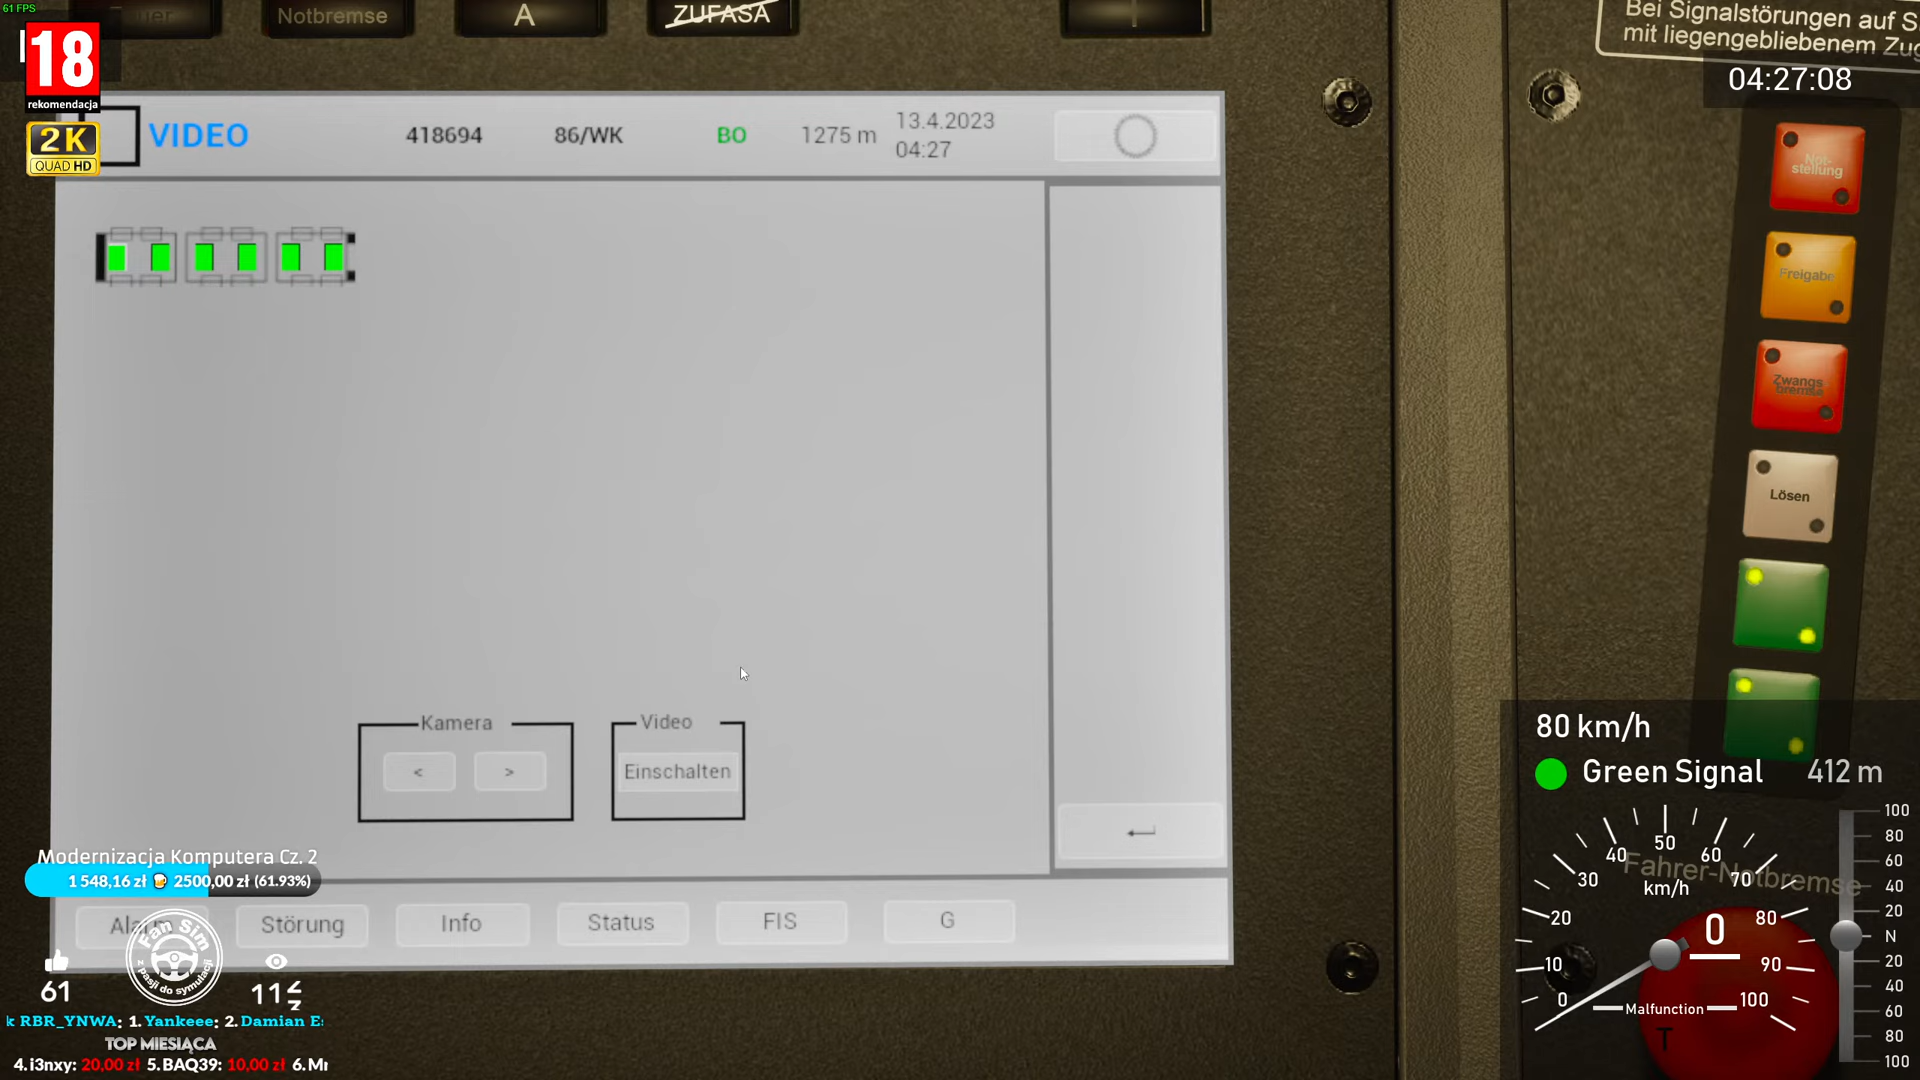 61 FPS
Notbremse
A
ZUFASA
Bei Signalstörungen auf S
mit liegengebliebenem Zug
18
rekomendacja
04:27:08
2K
QUAD HD
VIDEO
418694
86/WK
BO
1275 m
13.4.2023
04:27
Not-
stellung
Freigabe
Zwangs
bremse
Lösen
Kamera
<
>
Video
Einschalten
80 km/h
Green Signal
412 m
Modernizacja Komputera Cz. 2
1 548,16 zł
2500,00 zł (61.93%)
Alarm
Störung
Info
Status
FIS
G
Fan Sim
z pasji do symulacji
61
k RBR_YNWA: 1. Yankeee: 2. Damian E
TOP MIESIĄCA
4. i3nxy: 20,00 zł 5. BAQ39: 10,00 zł 6. Mr
Fahrer-Notbremse
0
10
20
30
40
50
60
70
80
90
100
km/h
0
Malfunction
T
100
80
60
40
20
N
20
40
60
80
100